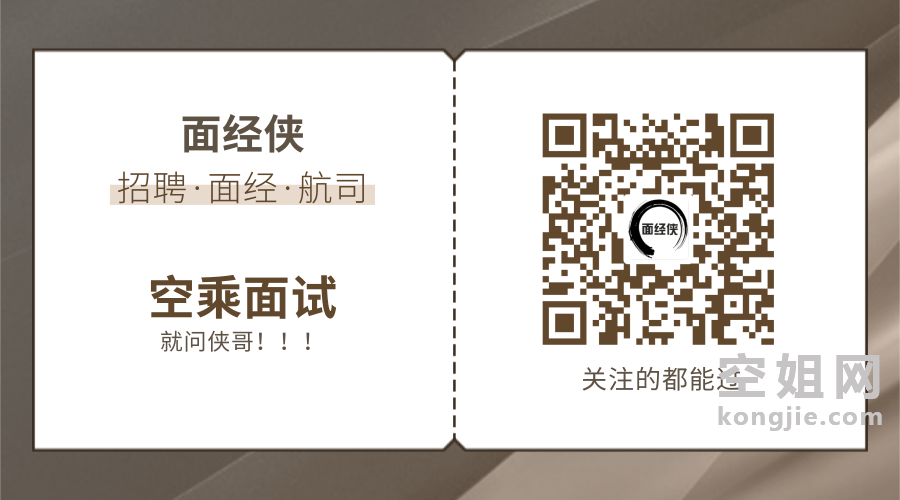 面经侠
招聘·面经·航司
空乘面试
就问侠哥！！！
面经侠
关注的都能过
空姐网
kongjie.com